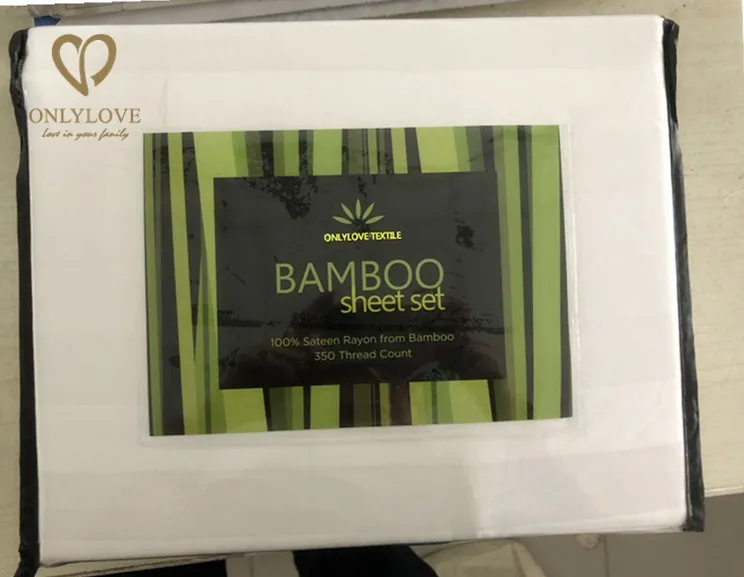 ONLYLOVE
Love in your family
ONLYLOVE·TEXTILE
BAMBOO
sheet set
100% Sateen Rayon from Bamboo
350 Thread Count